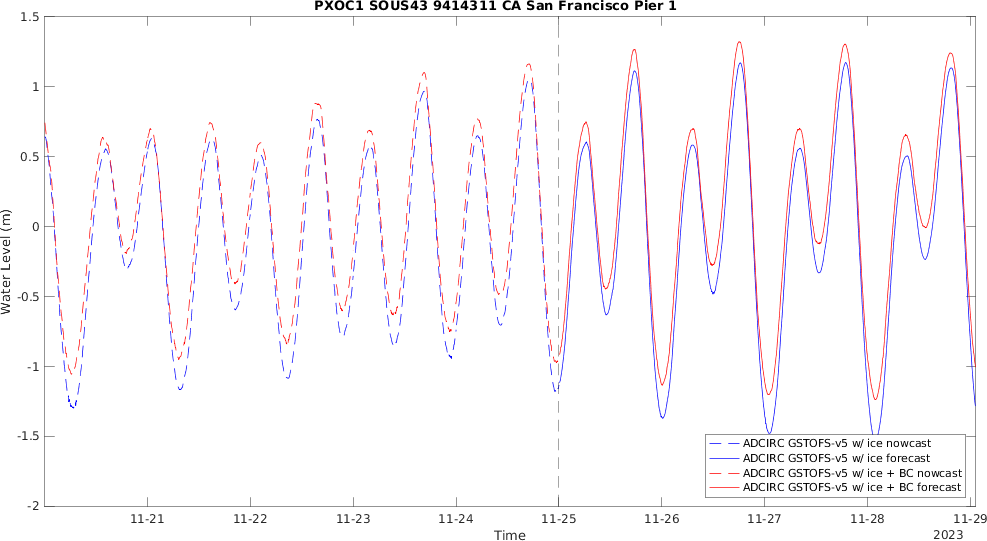 PXOC1 SOUS43 9414311 CA San Francisco Pier 1
1.5
1
0.5
0
-0.5
-1
-1.5
-2
Water Level (m)
11-21 11-22 11-23 11-24 11-25 11-26 11-27 11-28 11-29
Time
2023
ADCIRC GSTOFS-v5 w/ ice nowcast
ADCIRC GSTOFS-v5 w/ ice forecast
ADCIRC GSTOFS-v5 w/ ice + BC nowcast
ADCIRC GSTOFS-v5 w/ ice + BC forecast